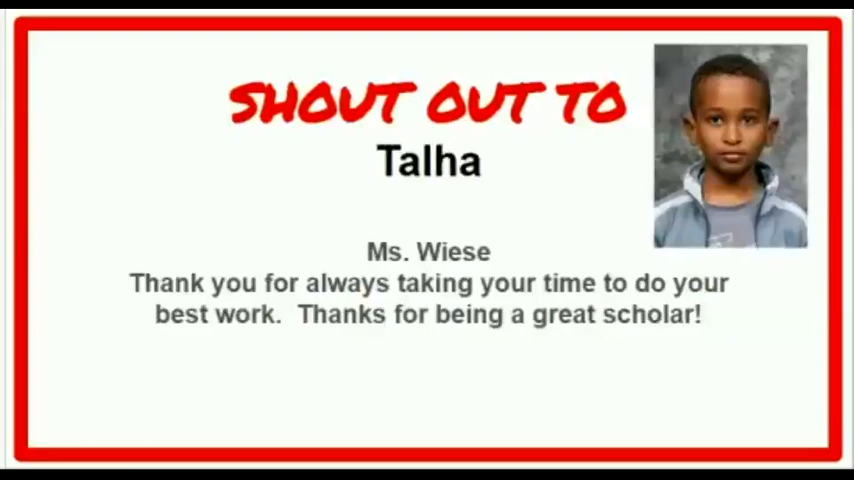 SHOUT OUT TO
Talha
Ms. Wiese
Thank you for always taking your time to do your
best work.  Thanks for being a great scholar!